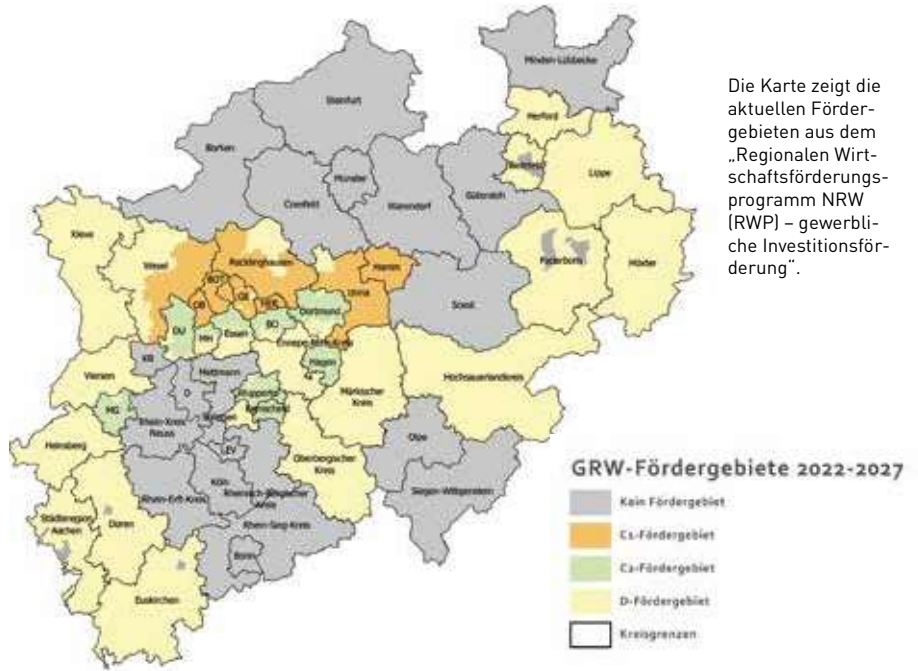 Minden-Lübbecke
Steinfurt
Herford
Borken
Münster
Lippe
Coesfeld
Warendorf
Gütersloh
Kleve
Wesel
Recklinghausen
Hamm
Paderborn
Höxter
BOT
Unna
Soest
OB
GE
HER
Dortmund
DU
MH
Essen
BO
Ennepe-Ruhr-Kreis
KR
Hagen
Hochsauerlandkreis
Mettmann
Viersen
Märkischer
Kreis
D
Wuppertal
MG
Remscheid
Solingen
Rhein-Kreis
Neuss
Olpe
Heinsberg
LEV
Oberbergischer
Kreis
Köln
Rheinisch-Bergischer
Kreis
Siegen-Wittgenstein
Rhein-Erft-Kreis
Städteregion
Aachen
Düren
Rhein-Sieg-Kreis
Bonn
Euskirchen
Die Karte zeigt die
aktuellen Förder-
gebieten aus dem
„Regionalen Wirt-
schaftsförderungs-
programm NRW
(RWP) – gewerbli-
che Investitionsför-
derung“.
GRW-Fördergebiete 2022-2027
Kein Fördergebiet
C1-Fördergebiet
C2-Fördergebiet
D-Fördergebiet
Kreisgrenzen